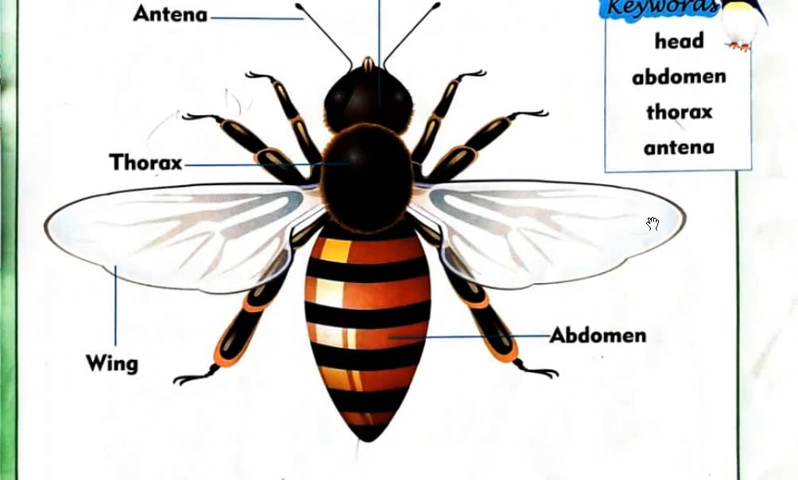 Keywords
Antena
head
abdomen
thorax
antena
Thorax
Abdomen
Wing